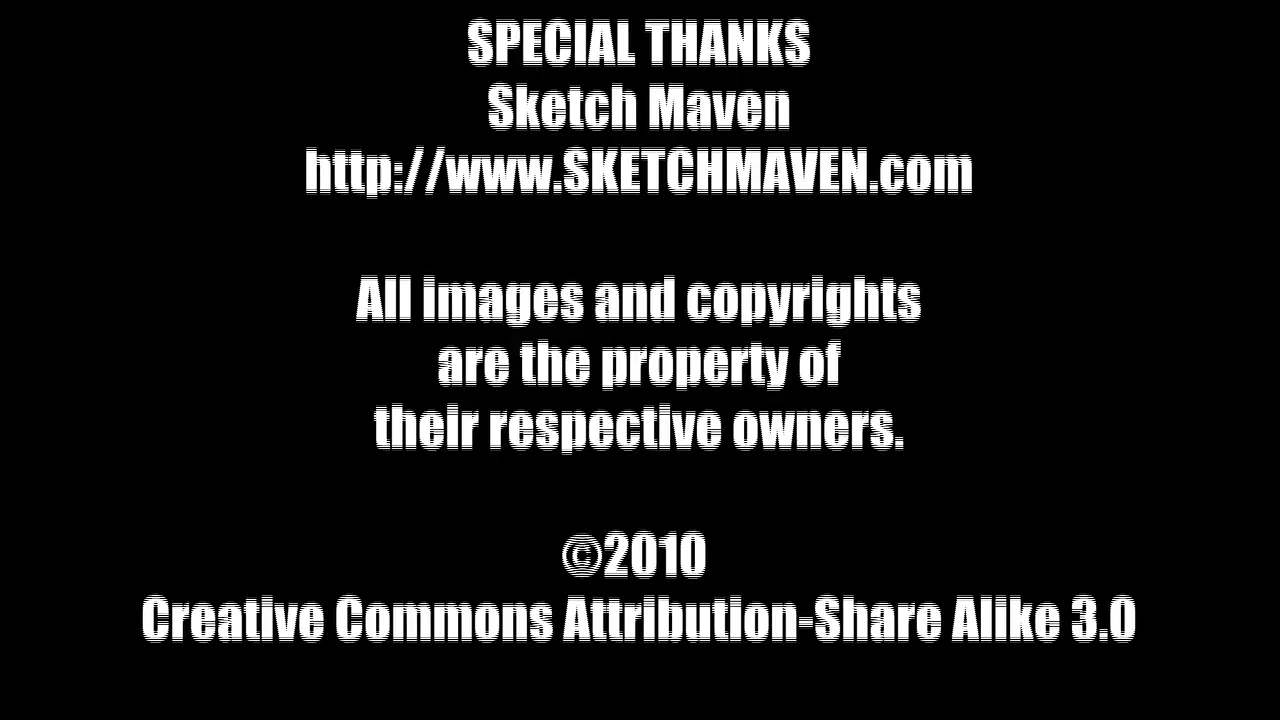 SPECIAL THANKS
Sketch Maven
http://www.SKETCHMAVEN.com
All images and copyrights
are the property of
their respective owners.
©2010
Creative Commons Attribution-Share Alike 3.0